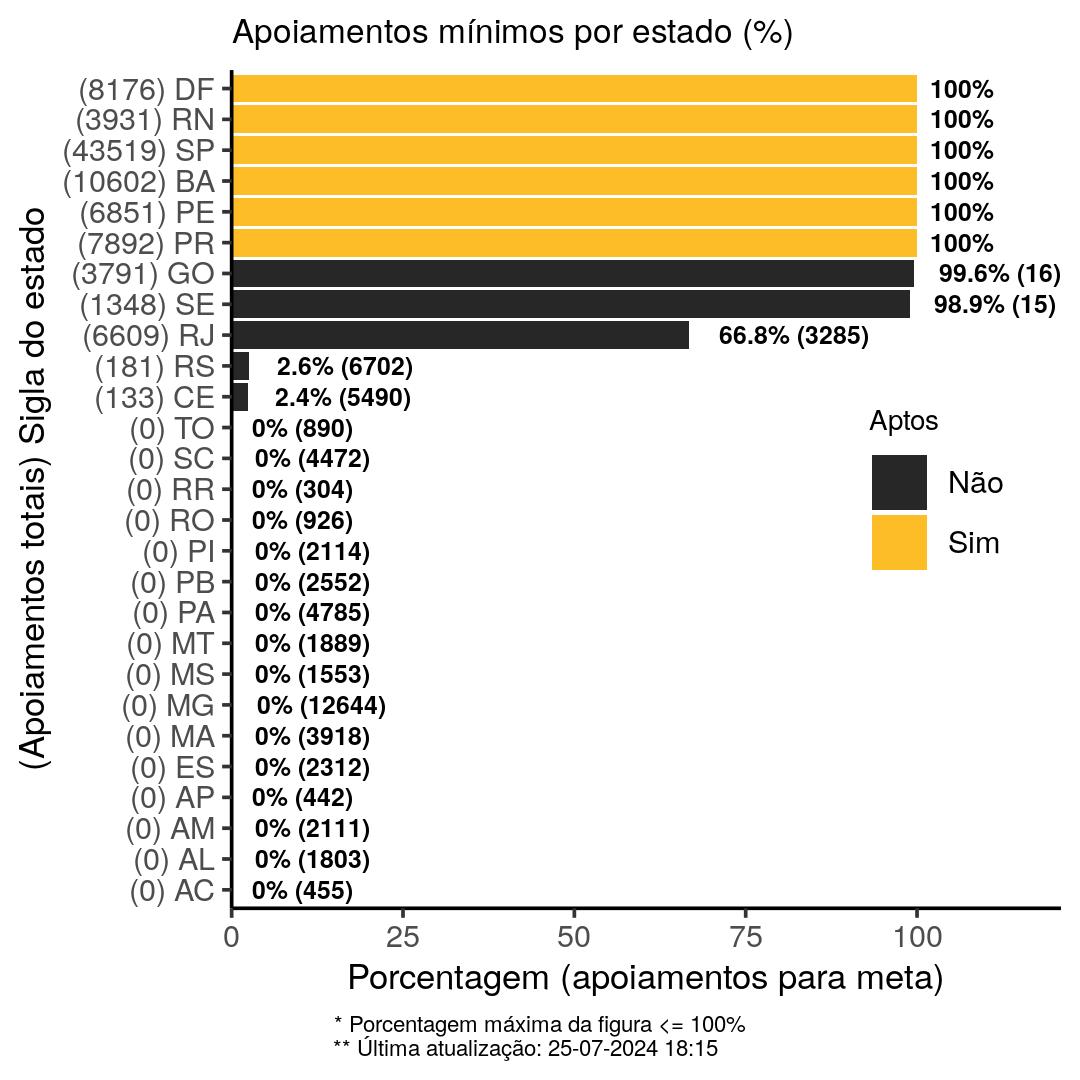 Apoiamentos mínimos por estado (%)
(Apoiamentos totais) Sigla do estado
(8176) DF 100%
(3931) RN 100%
(43519) SP 100%
(10602) BA 100%
(6851) PE 100%
(7892) PR 100%
(3791) GO 99.6% (16)
(1348) SE 98.9% (15)
(6609) RJ 66.8% (3285)
(181) RS 2.6% (6702)
(133) CE 2.4% (5490)
(0) TO 0% (890)
(0) SC 0% (4472)
(0) RR 0% (304)
(0) RO 0% (926)
(0) PI 0% (2114)
(0) PB 0% (2552)
(0) PA 0% (4785)
(0) MT 0% (1889)
(0) MS 0% (1553)
(0) MG 0% (12644)
(0) MA 0% (3918)
(0) ES 0% (2312)
(0) AP 0% (442)
(0) AM 0% (2111)
(0) AL 0% (1803)
(0) AC 0% (455)
Aptos
Não
Sim
0 25 50 75 100
Porcentagem (apoiamentos para meta)
* Porcentagem máxima da figura <= 100%
** Última atualização: 25-07-2024 18:15